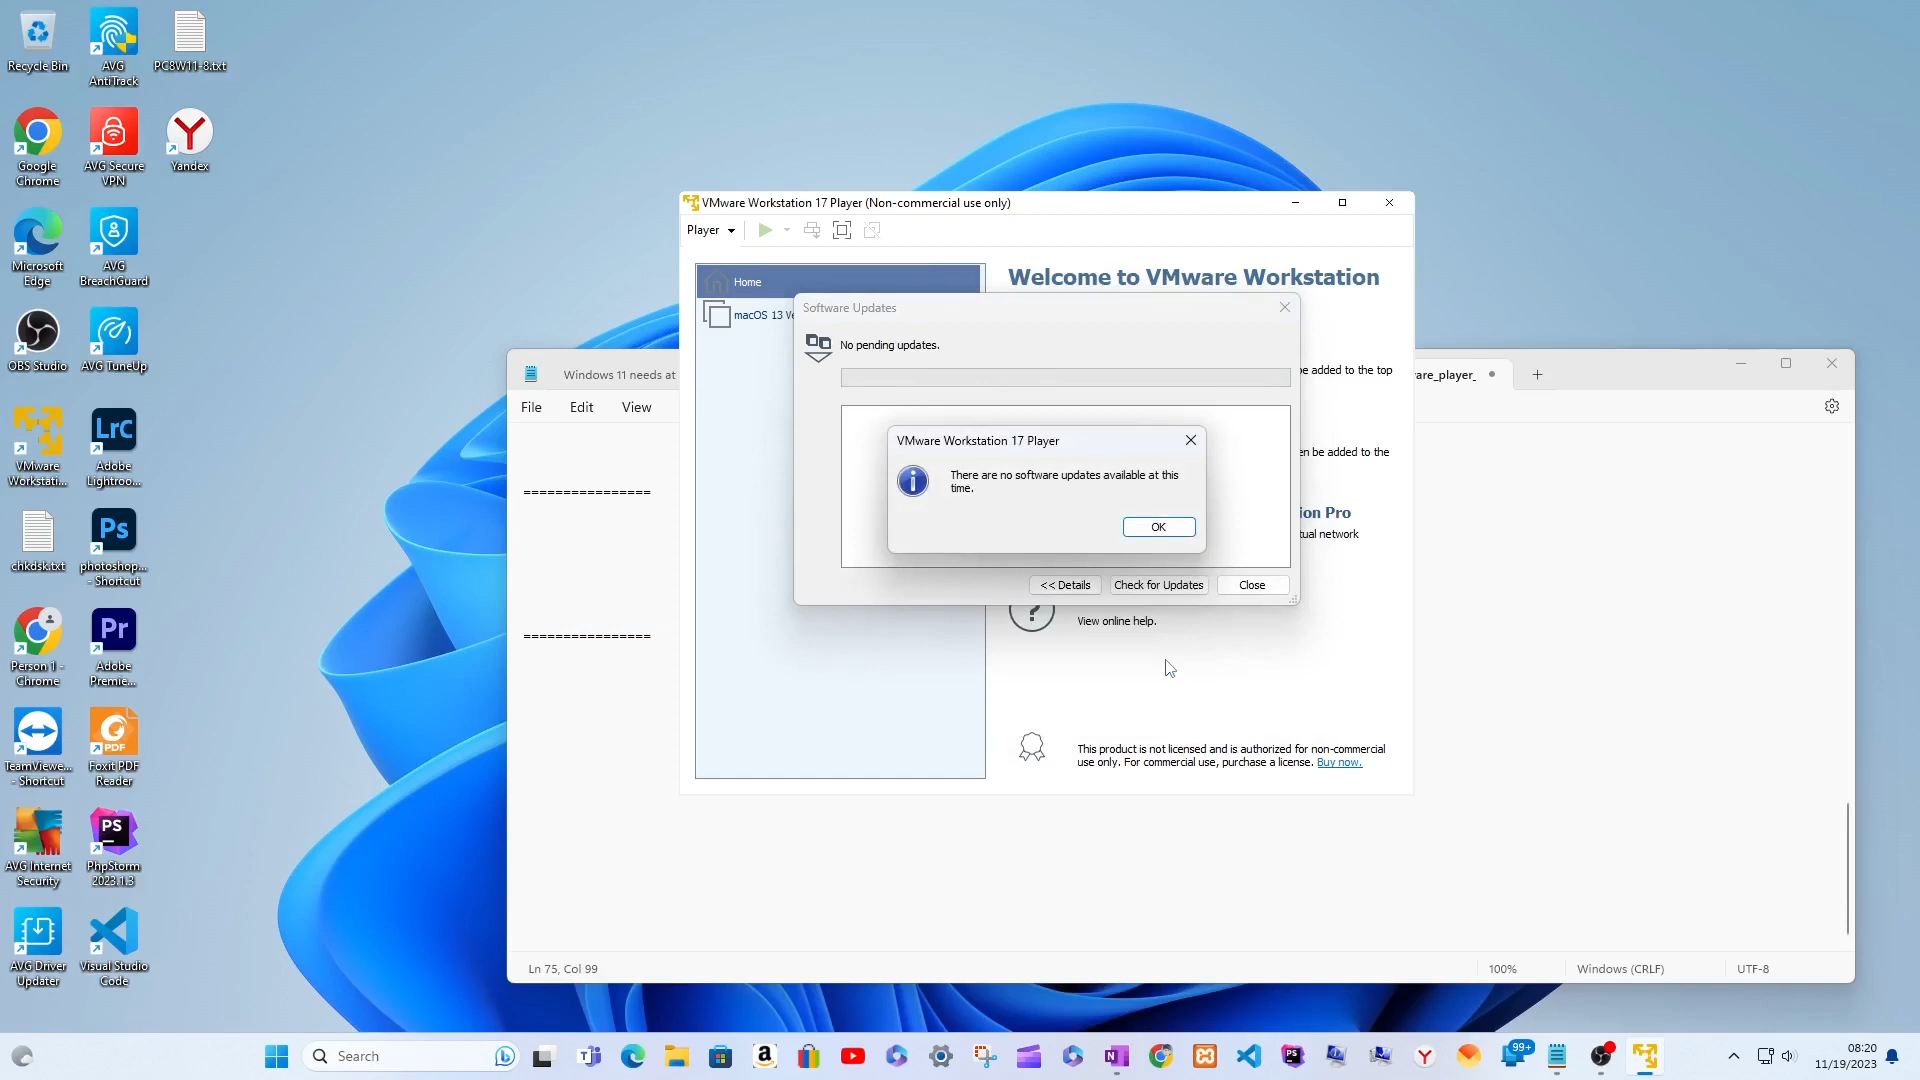 Recycle Bin
AVG
AntiTrack
PC8W11-8.txt
Google
Chrome
AVG Secure
VPN
Yandex
Microsoft
Edge
AVG
BreachGuard
OBS Studio
AVG TuneUp
VMware
Workstati...
Lrc
Adobe
Lightroo...
chkdsk.txt
Ps
photoshop...
- Shortcut
Person 1 -
Chrome
Pr
Adobe
Premie...
TeamViewe...
- Shortcut
PDF
Foxit PDF
Reader
AVG Internet
Security
PS
PhpStorm
2023.1.3
AVG Driver
Updater
Visual Studio
Code
VMware Workstation 17 Player (Non-commercial use only)
Player
Home
macOS 13 Ve
Welcome to VMware Workstation
Software Updates
No pending updates.
be added to the top
en be added to the
ion Pro
tual network
VMware Workstation 17 Player
There are no software updates available at this
time.
OK
<< Details
Check for Updates
Close
View online help.
This product is not licensed and is authorized for non-commercial
use only. For commercial use, purchase a license. Buy now.
Windows 11 needs at
are_player_
File
Edit
View
================
================
Ln 75, Col 99
100%
Windows (CRLF)
UTF-8
Search
99+
08:20
11/19/2023